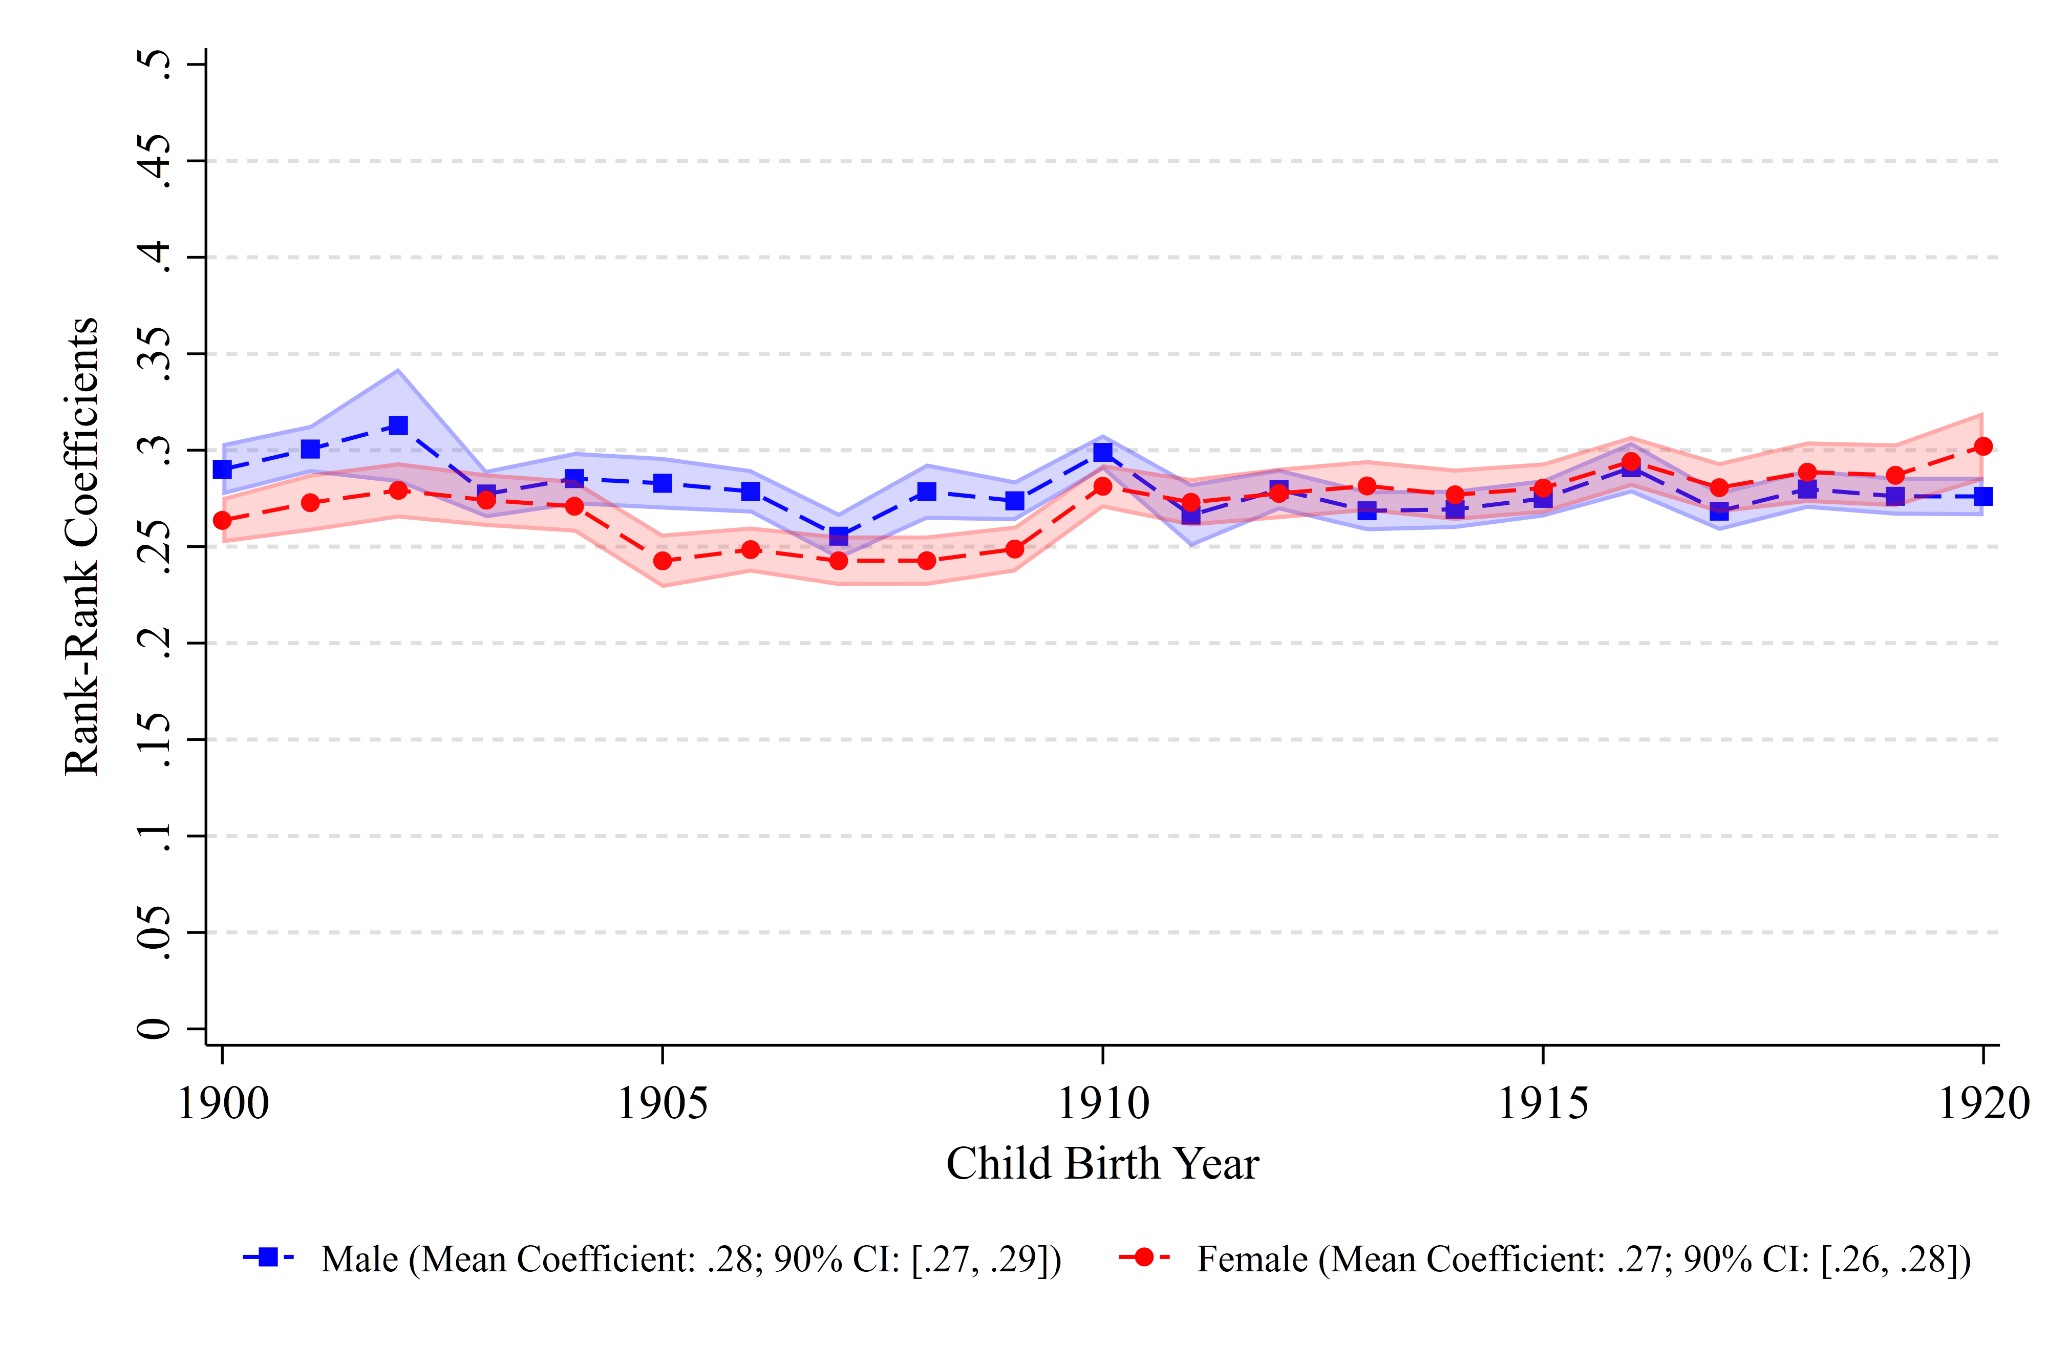 .5
.45
.4
.35
.3
.25
.2
.15
.1
.05
0
Rank-Rank Coefficients
1900 1905 1910 1915 1920
Child Birth Year
Male (Mean Coefficient: .28; 90% CI: [.27, .29]) Female (Mean Coefficient: .27; 90% CI: [.26, .28])